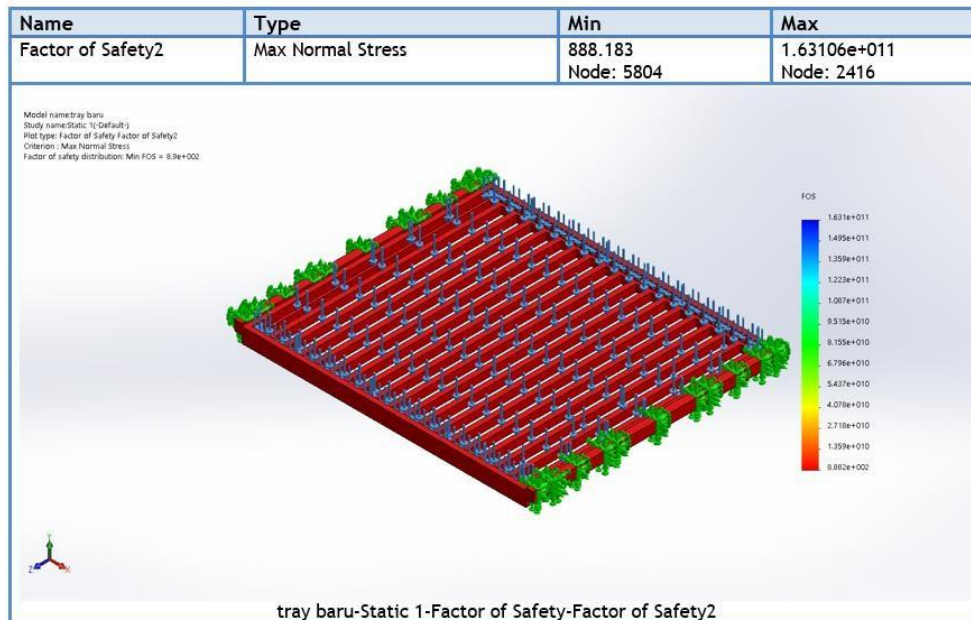 Name Type Min Max
Factor of Safety2 Max Normal Stress 888.183 1.63106e+011
Node: 5804 Node: 2416
Model name:tray baru
Study name:Static 1(-Default-)
Plot type: Factor of Safety Factor of Safety2
Criterion : Max Normal Stress
Factor of safety distribution: Min FOS = 8.9e+002
FOS
1.631e+011
1.495e+011
1.359e+011
1.223e+011
1.087e+011
9.515e+010
8.155e+010
6.796e+010
5.437e+010
4.078e+010
2.718e+010
1.359e+010
8.882e+002
Y
Z X
tray baru-Static 1-Factor of Safety-Factor of Safety2